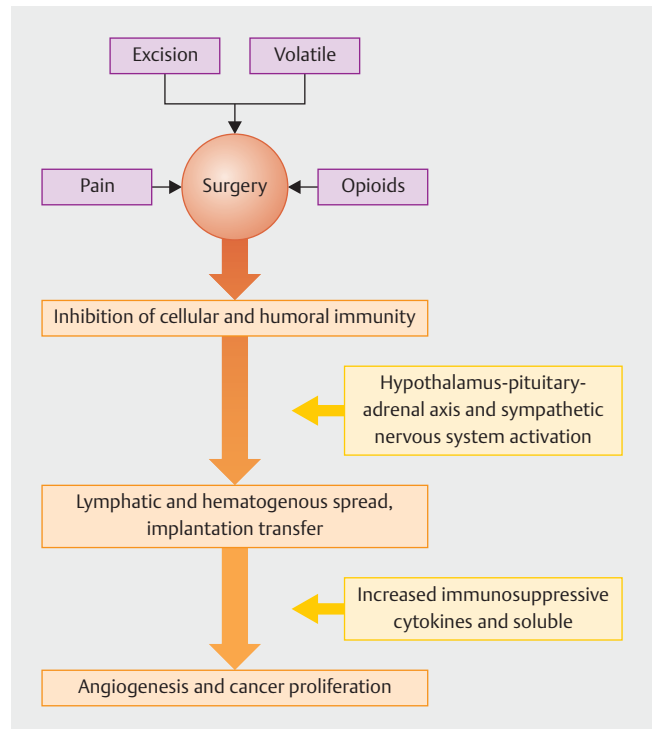 Excision
Volatile
Pain
Surgery
Opioids
Inhibition of cellular and humoral immunity
Hypothalamus-pituitary-
adrenal axis and sympathetic
nervous system activation
Lymphatic and hematogenous spread,
implantation transfer
Increased immunosuppressive
cytokines and soluble
Angiogenesis and cancer proliferation